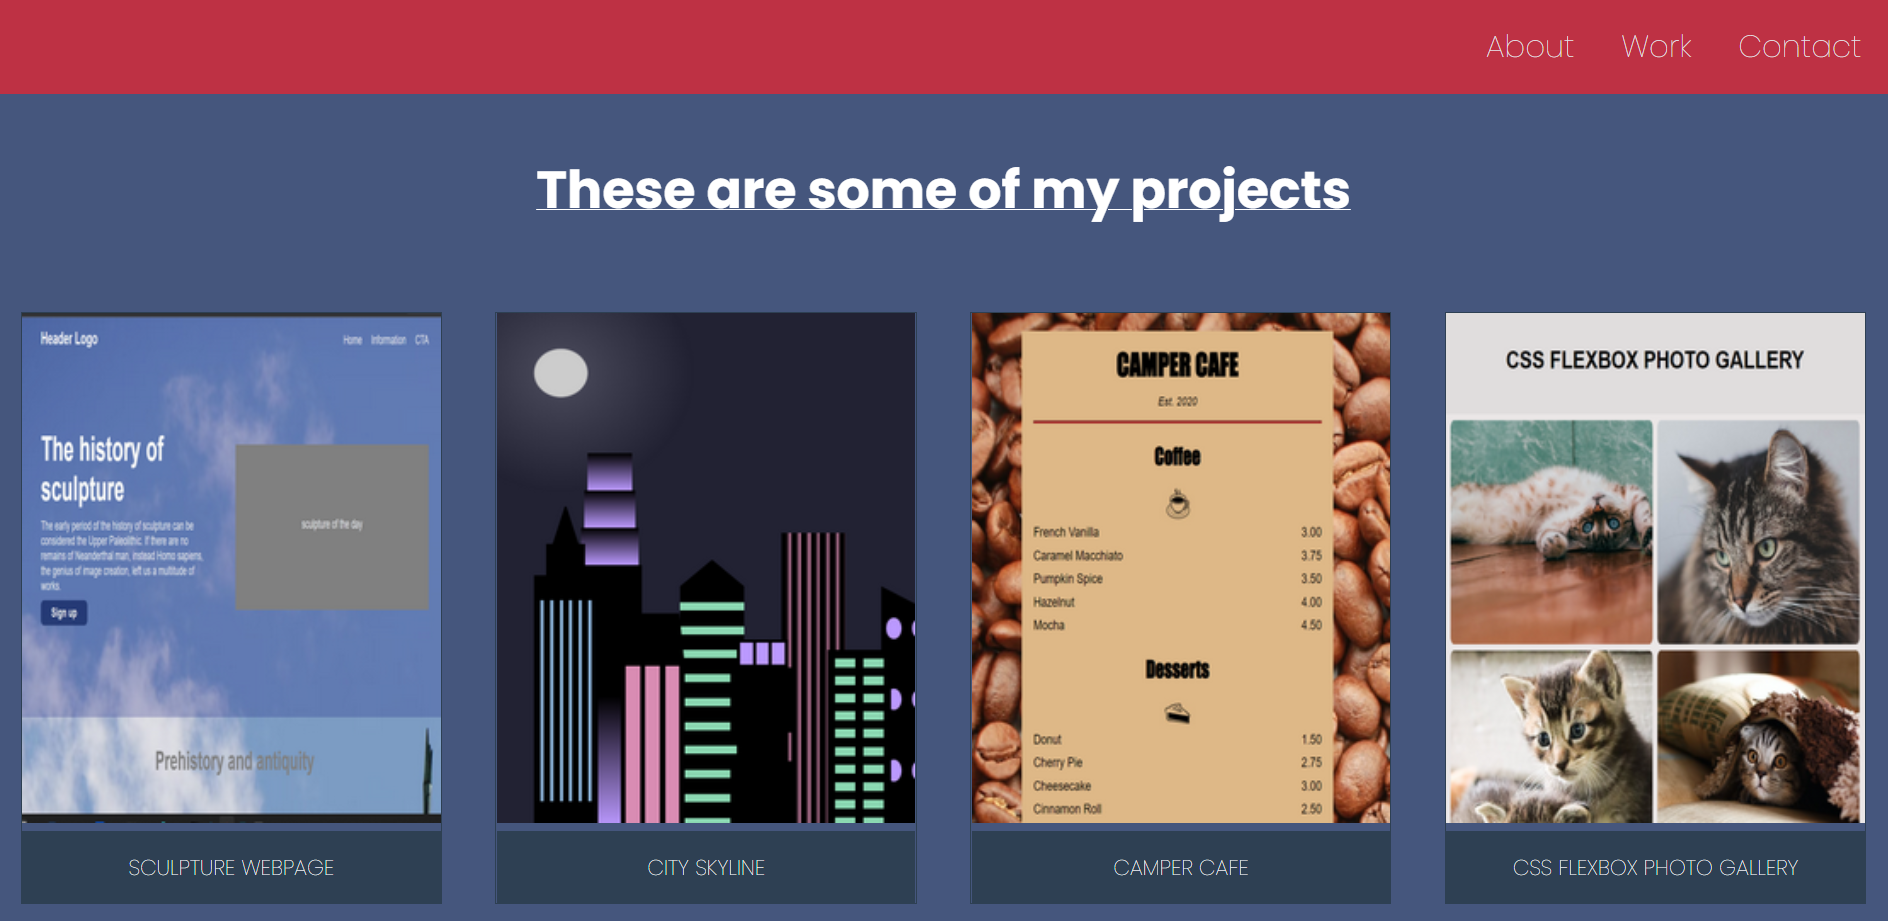 About Work Contact
These are some of my projects
Header Logo
Home Information CTA
The history of
sculpture
The early period of the history of sculpture can be
considered the Upper Paleolithic. If there are no
remains of Neanderthal man, instead Homo sapiens,
the genius of image creation, left us a multitude of
works.
Sign up
sculpture of the day
Prehistory and antiquity
SCULPTURE WEBPAGE
CITY SKYLINE
CAMPER CAFE
Est. 2020
Coffee
French Vanilla 3.00
Caramel Macchiato 3.75
Pumpkin Spice 3.50
Hazelnut 4.00
Mocha 4.50
Desserts
Donut 1.50
Cherry Pie 2.75
Cheesecake 3.00
Cinnamon Roll 2.50
CAMPER CAFE
CSS FLEXBOX PHOTO GALLERY
CSS FLEXBOX PHOTO GALLERY